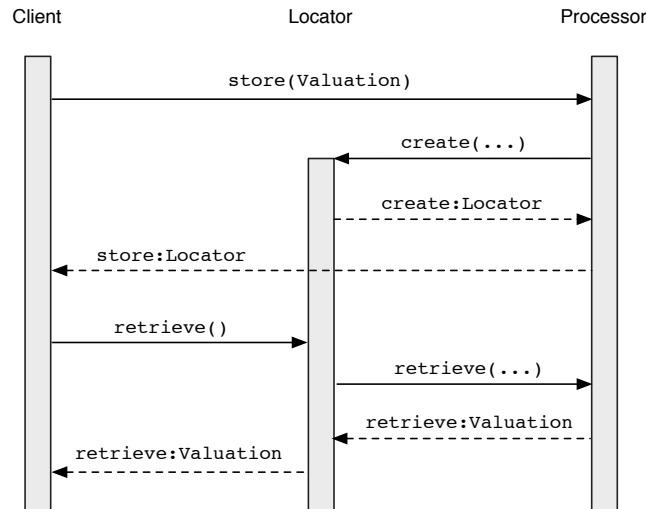 Client Locator Processor
store(Valuation)
create(...)
create:Locator
store:Locator
retrieve()
retrieve(...)
retrieve:Valuation
retrieve:Valuation